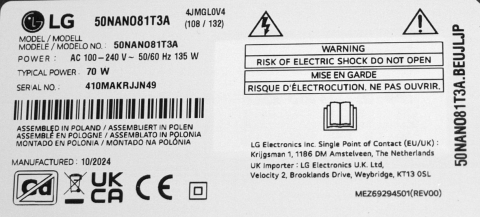 LG 50NANO81T3A
4JMGL0V4
(108 / 132)
MODEL / MODELL
MODÈLE / MODELO NO. : 50NANO81T3A
POWER : AC 100-240 V~ 50/60 Hz 135 W
TYPICAL POWER : 70 W
SERIAL NO. : 410MAKRJJN49
ASSEMBLED IN POLAND / ASSEMBLIERT IN POLEN
ASSEMBLÉ EN POLOGNE / ASSEMBLATO IN POLONIA
MONTADO EN POLONIA / MONTADO NA POLÔNIA
MANUFACTURED : 10/2024
UK
CA
CE
WARNING
RISK OF ELECTRIC SHOCK DO NOT OPEN
MISE EN GARDE
RISQUE D'ÉLECTROCUTION. NE PAS OUVRIR.
LG Electronics Inc. Single Point of Contact (EU/UK) :
Krijgsman 1, 1186 DM Amstelveen, The Netherlands
UK Importer : LG Electronics U.K. Ltd,
Velocity 2, Brooklands Drive, Weybridge, KT13 0SL
MEZ69294501(REV00)
50NANO81T3A.BEUJLJP